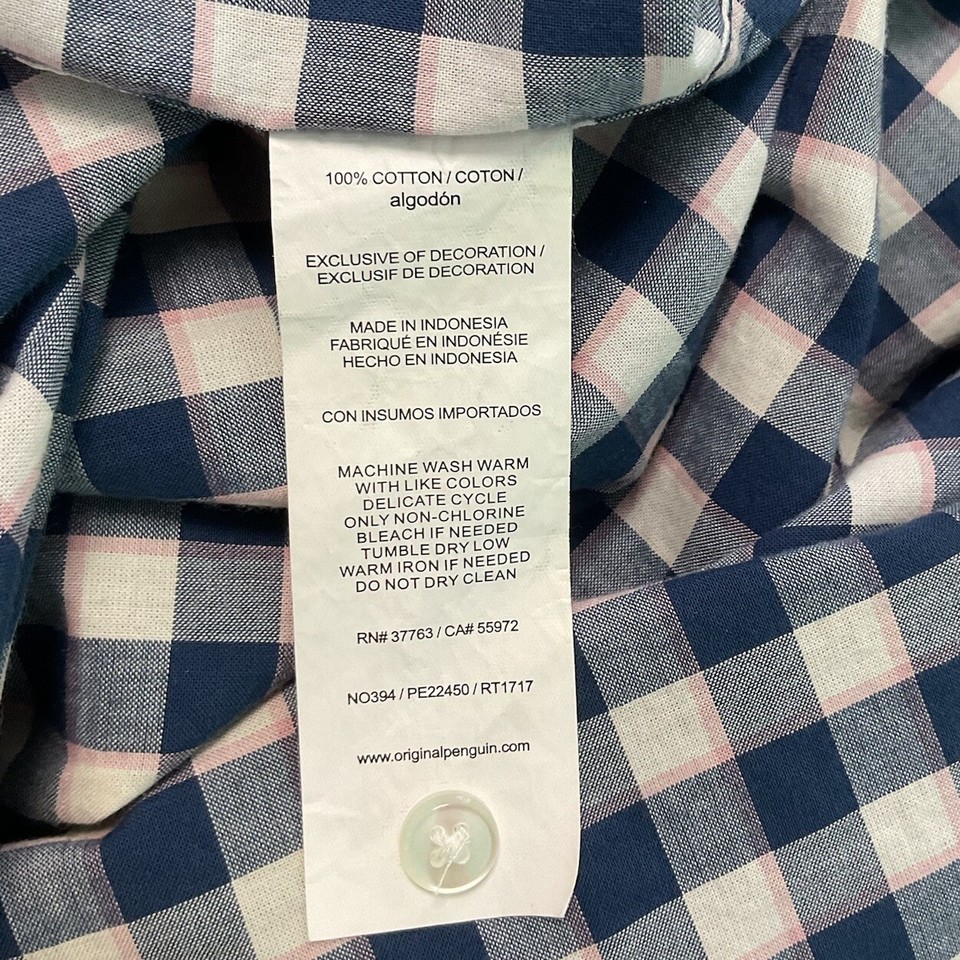 100% COTTON / COTON /
algodón
EXCLUSIVE OF DECORATION /
EXCLUSIF DE DECORATION
MADE IN INDONESIA
FABRIQUÉ EN INDONÉSIE
HECHO EN INDONESIA
CON INSUMOS IMPORTADOS
MACHINE WASH WARM
WITH LIKE COLORS
DELICATE CYCLE
ONLY NON-CHLORINE
BLEACH IF NEEDED
TUMBLE DRY LOW
WARM IRON IF NEEDED
DO NOT DRY CLEAN
RN# 37763 / CA# 55972
NO394 / PE22450 / RT1717
www.originalpenguin.com